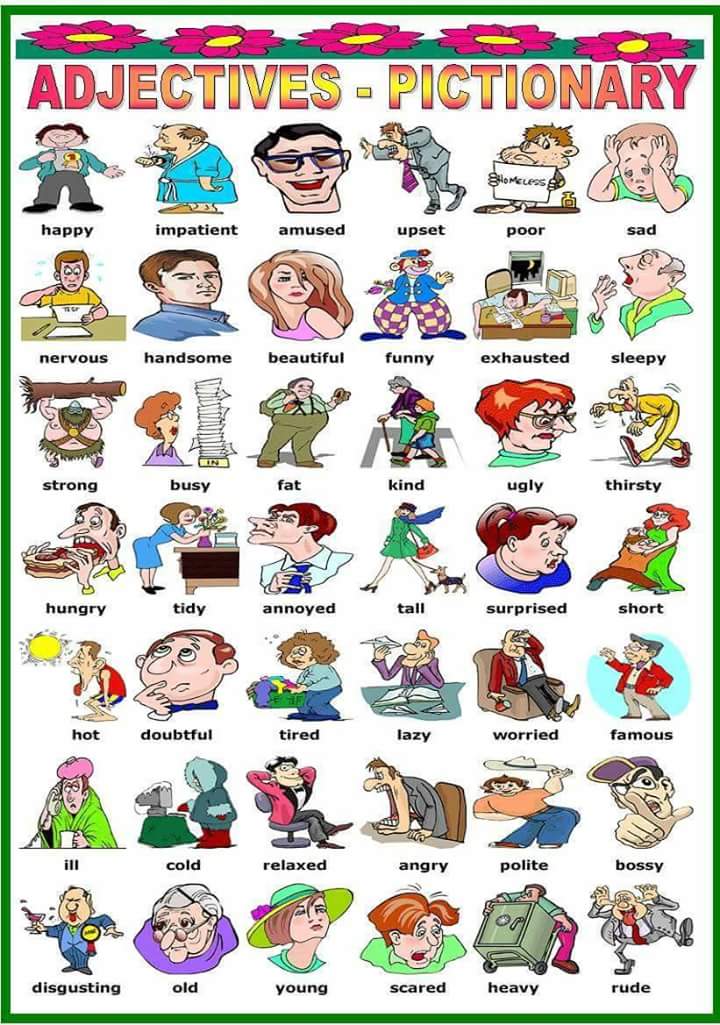 ADJECTIVES - PICTIONARY
HOMELESS
happy impatient amused upset poor sad
TEST
nervous handsome beautiful funny exhausted sleepy
IN
strong busy fat kind ugly thirsty
hungry tidy annoyed tall surprised short
hot doubtful tired lazy worried famous
ill cold relaxed angry polite bossy
disgusting old young scared heavy rude